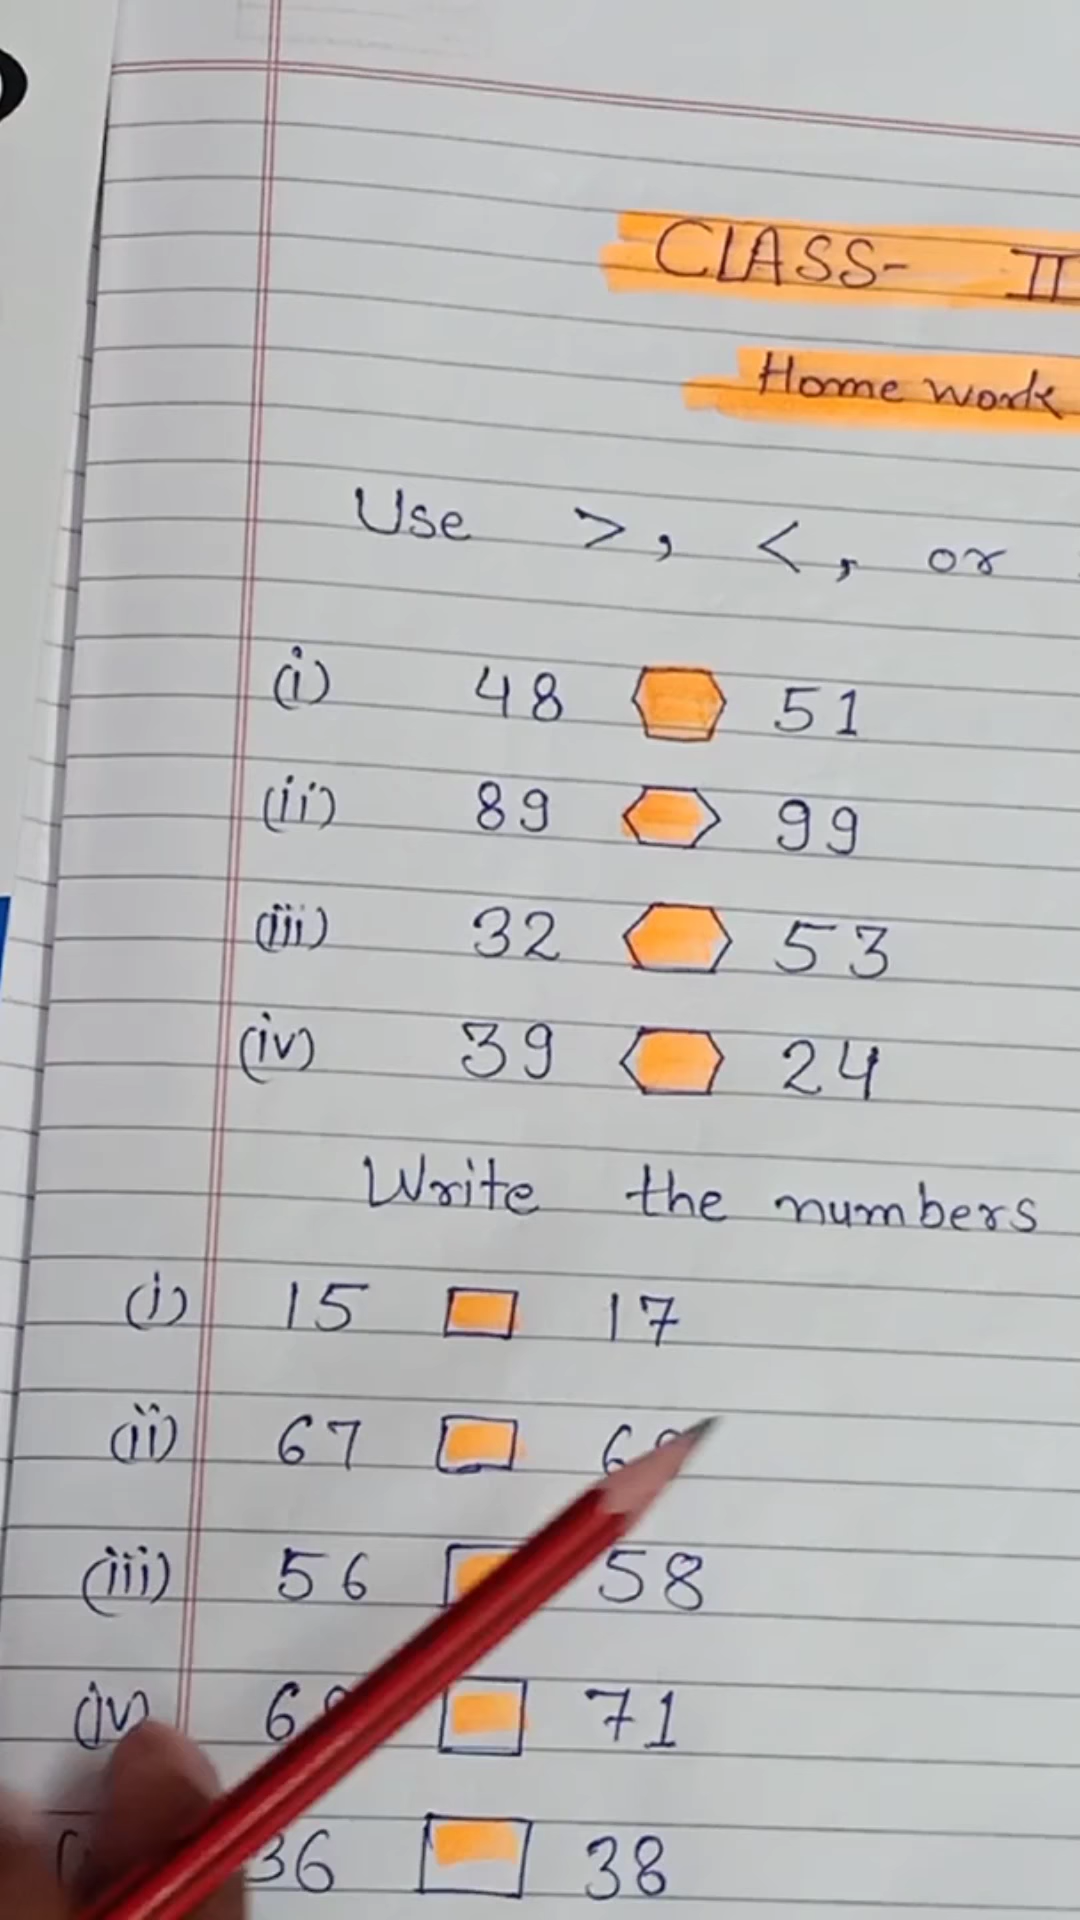 CLASS- II
Home work
Use >, <, or
(i) 48 51
(ii) 89 99
(iii) 32 53
(iv) 39 24
Write the numbers
(i) 15 17
(ii) 67
(iii) 56 58
(iv) 71
36 38